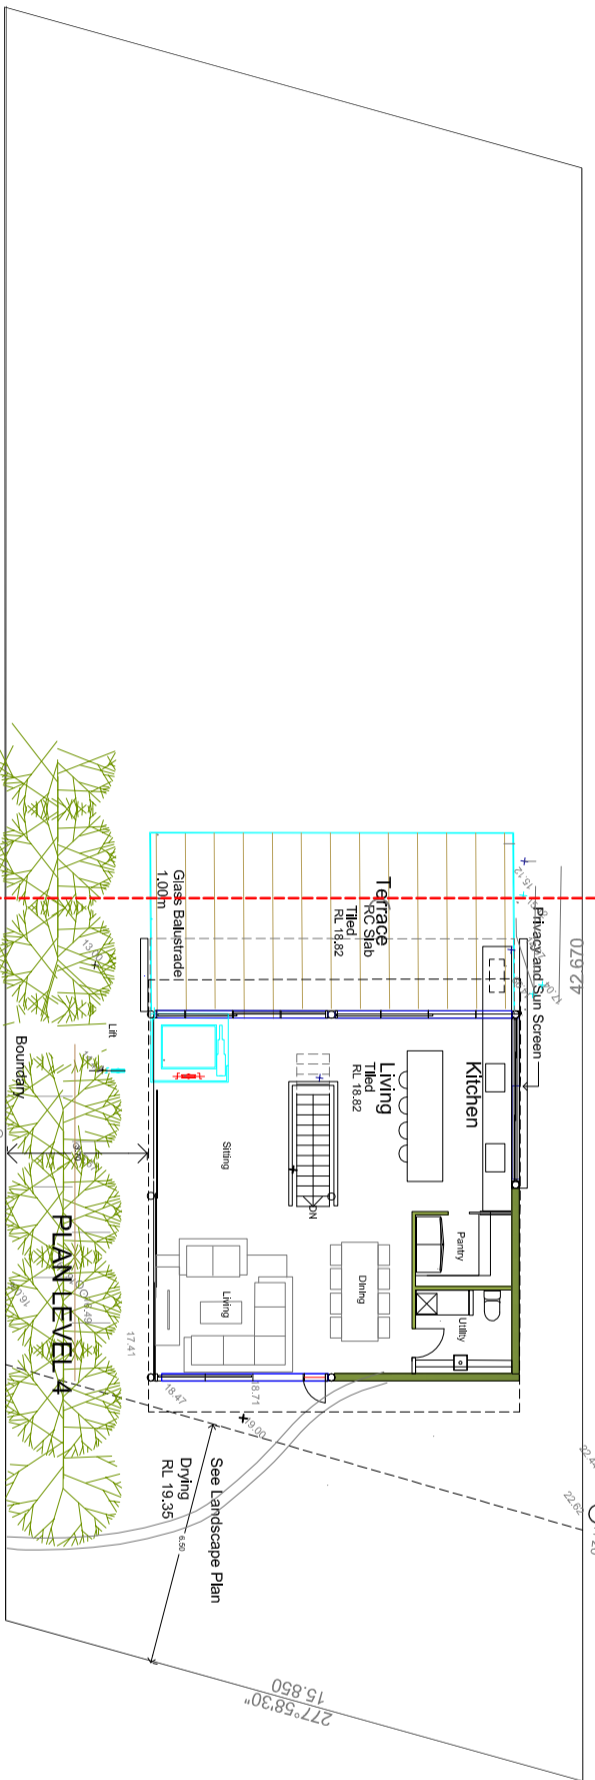 42.670
Privacy and Sun Screen
15.12
Terrace
RC Slab
Tiled
RL 18.82
Glass Balustrade
1.00m
Kitchen
Living
Tiled
RL 18.82
Lift
Boundary
Sitting
DN
Pantry
Utility
Dining
Living
PLAN LEVEL 4
17.41
18.47
18.71
19.00
22.62
See Landscape Plan
Drying
RL 19.35
6.50
277°58'30"
15.850